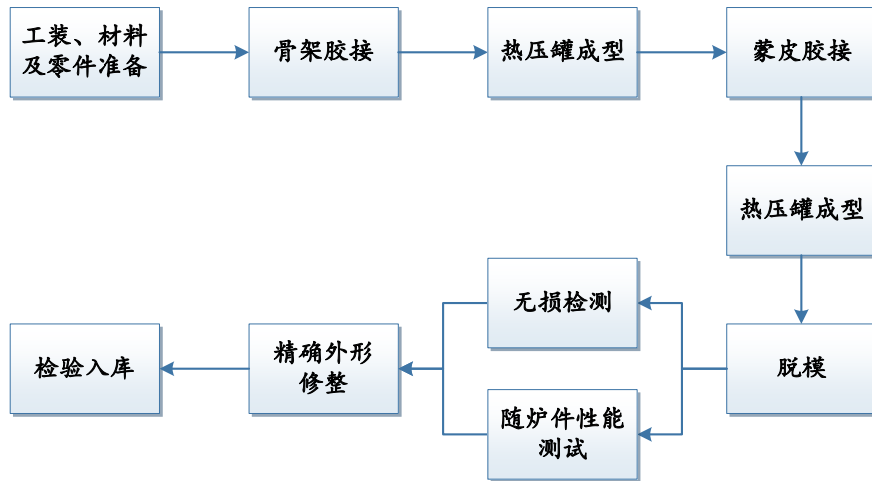 工装、材料
及零件准备
骨架胶接
热压罐成型
蒙皮胶接
热压罐成型
脱模
无损检测
随炉件性能
测试
精确外形
修整
检验入库